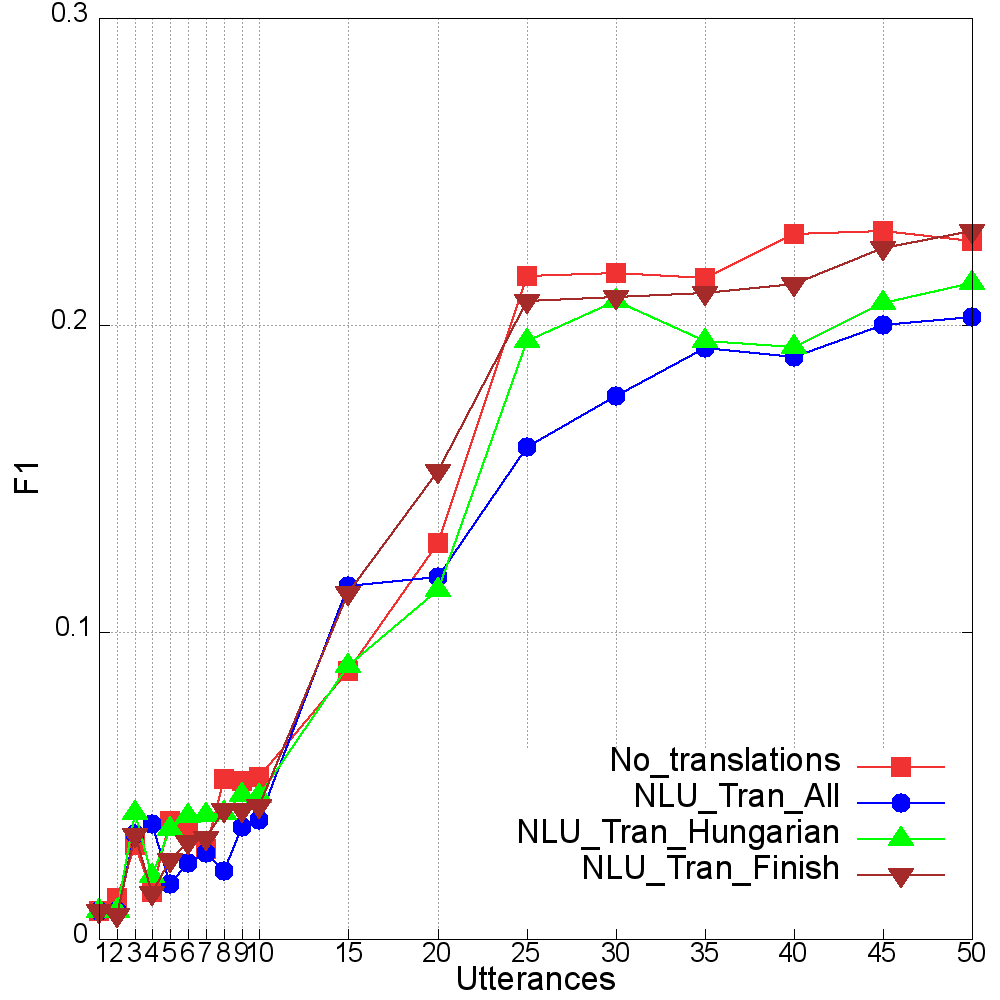 0.3
0.2
0.1
0
F1
No_translations
NLU_Tran_All
NLU_Tran_Hungarian
NLU_Tran_Finish
1 2 3 4 5 6 7 8 9 10 15 20 25 30 35 40 45 50
Utterances